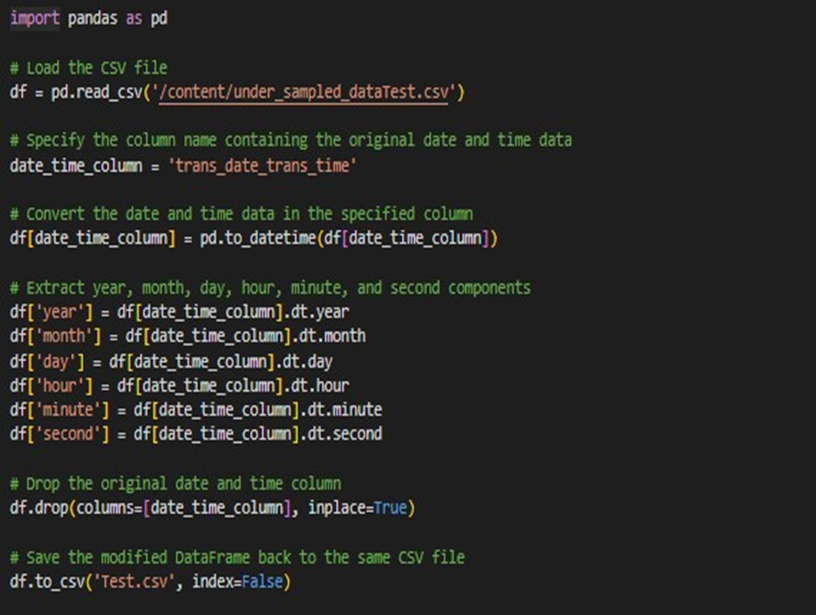 import pandas as pd
# Load the CSV file
df = pd.read_csv('/content/under_sampled_dataTest.csv')
# Specify the column name containing the original date and time data
date_time_column = 'trans_date_trans_time'
# Convert the date and time data in the specified column
df[date_time_column] = pd.to_datetime(df[date_time_column])
# Extract year, month, day, hour, minute, and second components
df['year'] = df[date_time_column].dt.year
df['month'] = df[date_time_column].dt.month
df['day'] = df[date_time_column].dt.day
df['hour'] = df[date_time_column].dt.hour
df['minute'] = df[date_time_column].dt.minute
df['second'] = df[date_time_column].dt.second
# Drop the original date and time column
df.drop(columns=[date_time_column], inplace=True)
# Save the modified DataFrame back to the same CSV file
df.to_csv('Test.csv', index=False)